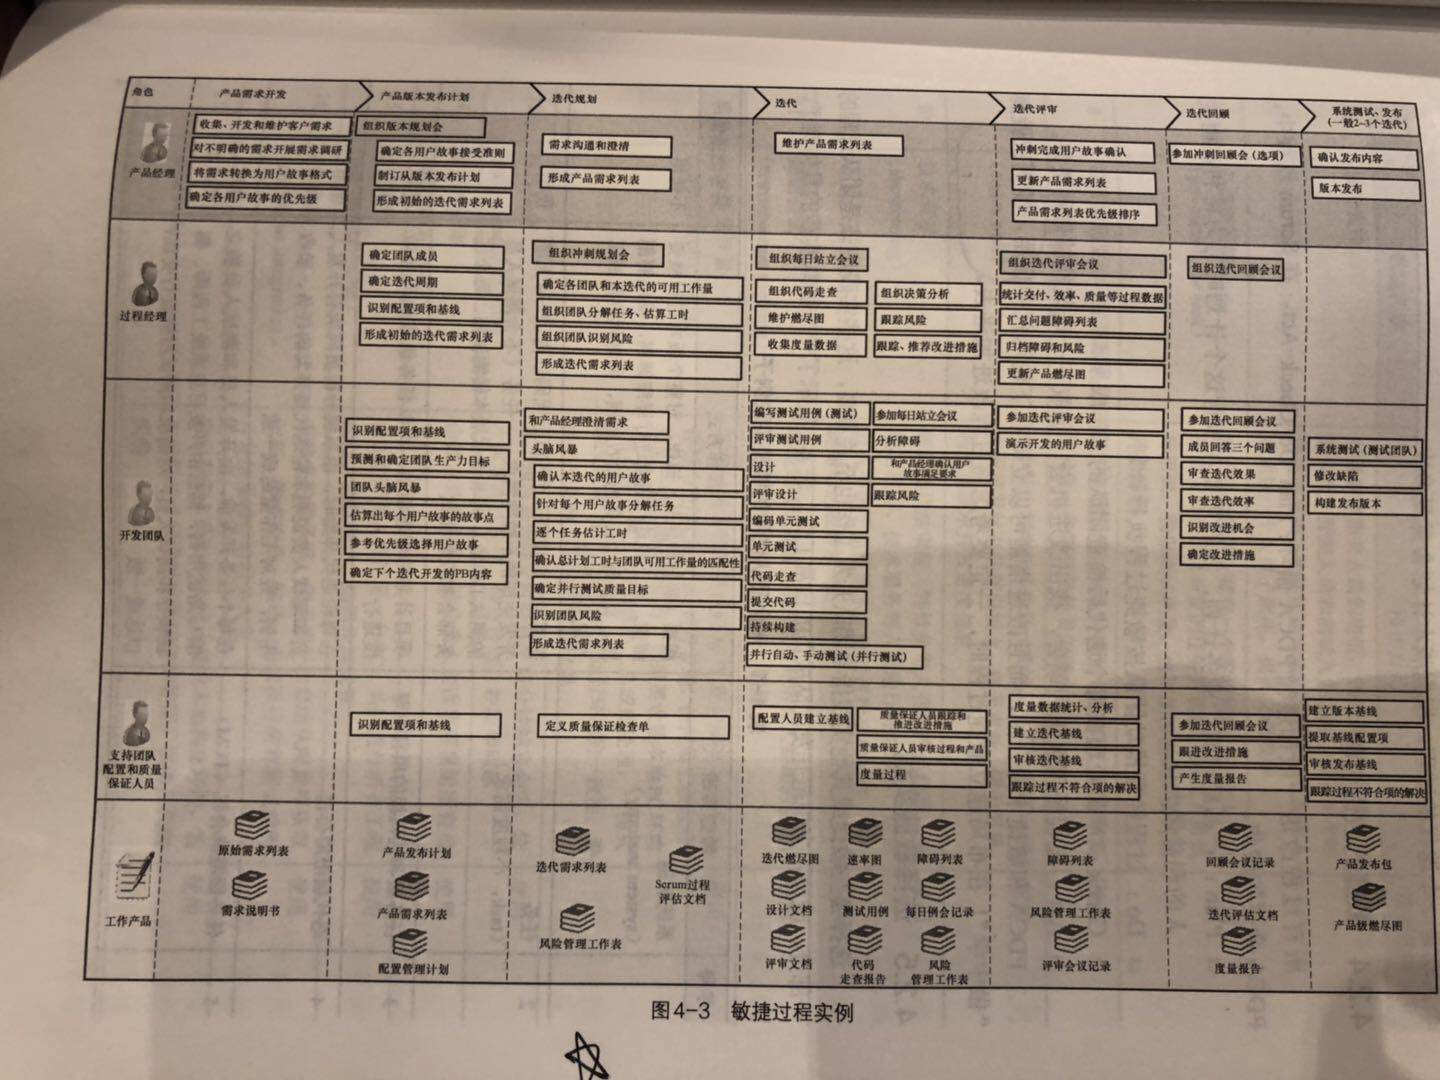 角色
产品需求开发
产品版本发布计划
迭代规划
迭代
迭代评审
迭代回顾
系统测试、发布
(一般2~3个迭代)
产品经理
收集、开发和维护客户需求
对不明确的需求开展需求调研
将需求转换为用户故事格式
确定各用户故事的优先级
组织版本规划会
确定各用户故事接受准则
制订从版本发布计划
形成初始的迭代需求列表
需求沟通和澄清
形成产品需求列表
维护产品需求列表
冲刺完成用户故事确认
更新产品需求列表
产品需求列表优先级排序
参加冲刺回顾会(选项)
确认发布内容
版本发布
过程经理
确定团队成员
确定迭代周期
识别配置项和基线
形成初始的迭代需求列表
组织冲刺规划会
确定各团队和本迭代的可用工作量
组织团队分解任务、估算工时
组织团队识别风险
形成迭代需求列表
组织每日站立会议
组织代码走查
维护燃尽图
收集度量数据
组织决策分析
跟踪风险
跟踪、推荐改进措施
组织迭代评审会议
统计交付、效率、质量等过程数据
汇总问题障碍列表
归档障碍和风险
更新产品燃尽图
组织迭代回顾会议
开发团队
识别配置项和基线
预测和确定团队生产力目标
团队头脑风暴
估算出每个用户故事的故事点
参考优先级选择用户故事
确定下个迭代开发的PB内容
和产品经理澄清需求
头脑风暴
确认本迭代的用户故事
针对每个用户故事分解任务
逐个任务估计工时
确认总计划工时与团队可用工作量的匹配性
确定并行测试质量目标
识别团队风险
形成迭代需求列表
编写测试用例(测试)
评审测试用例
设计
评审设计
编码单元测试
单元测试
代码走查
提交代码
持续构建
并行自动、手动测试(并行测试)
参加每日站立会议
分析障碍
和产品经理确认用户
故事满足要求
跟踪风险
参加迭代评审会议
演示开发的用户故事
参加迭代回顾会议
成员回答三个问题
审查迭代效果
审查迭代效率
识别改进机会
确定改进措施
系统测试(测试团队)
修改缺陷
构建发布版本
支持团队
配置和质量
保证人员
识别配置项和基线
定义质量保证检查单
配置人员建立基线
质量保证人员跟踪和
推进改进措施
质量保证人员审核过程和产品
度量过程
度量数据统计、分析
建立迭代基线
审核迭代基线
跟踪过程不符合项的解决
参加迭代回顾会议
跟进改进措施
产生度量报告
建立版本基线
提取基线配置项
审核发布基线
跟踪过程不符合项的解决
工作产品
原始需求列表
需求说明书
产品发布计划
产品需求列表
配置管理计划
迭代需求列表
Scrum过程
评估文档
风险管理工作表
迭代燃尽图
速率图
障碍列表
设计文档
测试用例
每日例会记录
评审文档
代码
走查报告
风险
管理工作表
障碍列表
风险管理工作表
评审会议记录
回顾会议记录
迭代评估文档
度量报告
产品发布包
产品级燃尽图
图4-3 敏捷过程实例